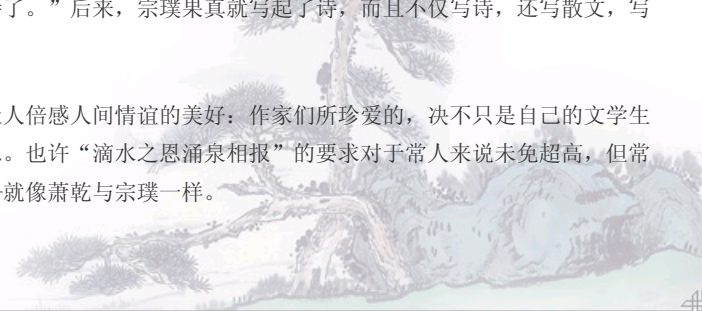 了。”后来，宗璞果真就写起了诗，而且不仅写诗，还写散文，写
人倍感人间情谊的美好：作家们所珍爱的，决不只是自己的文学生
。也许“滴水之恩涌泉相报”的要求对于常人来说未免超高，但常
就像萧乾与宗璞一样。